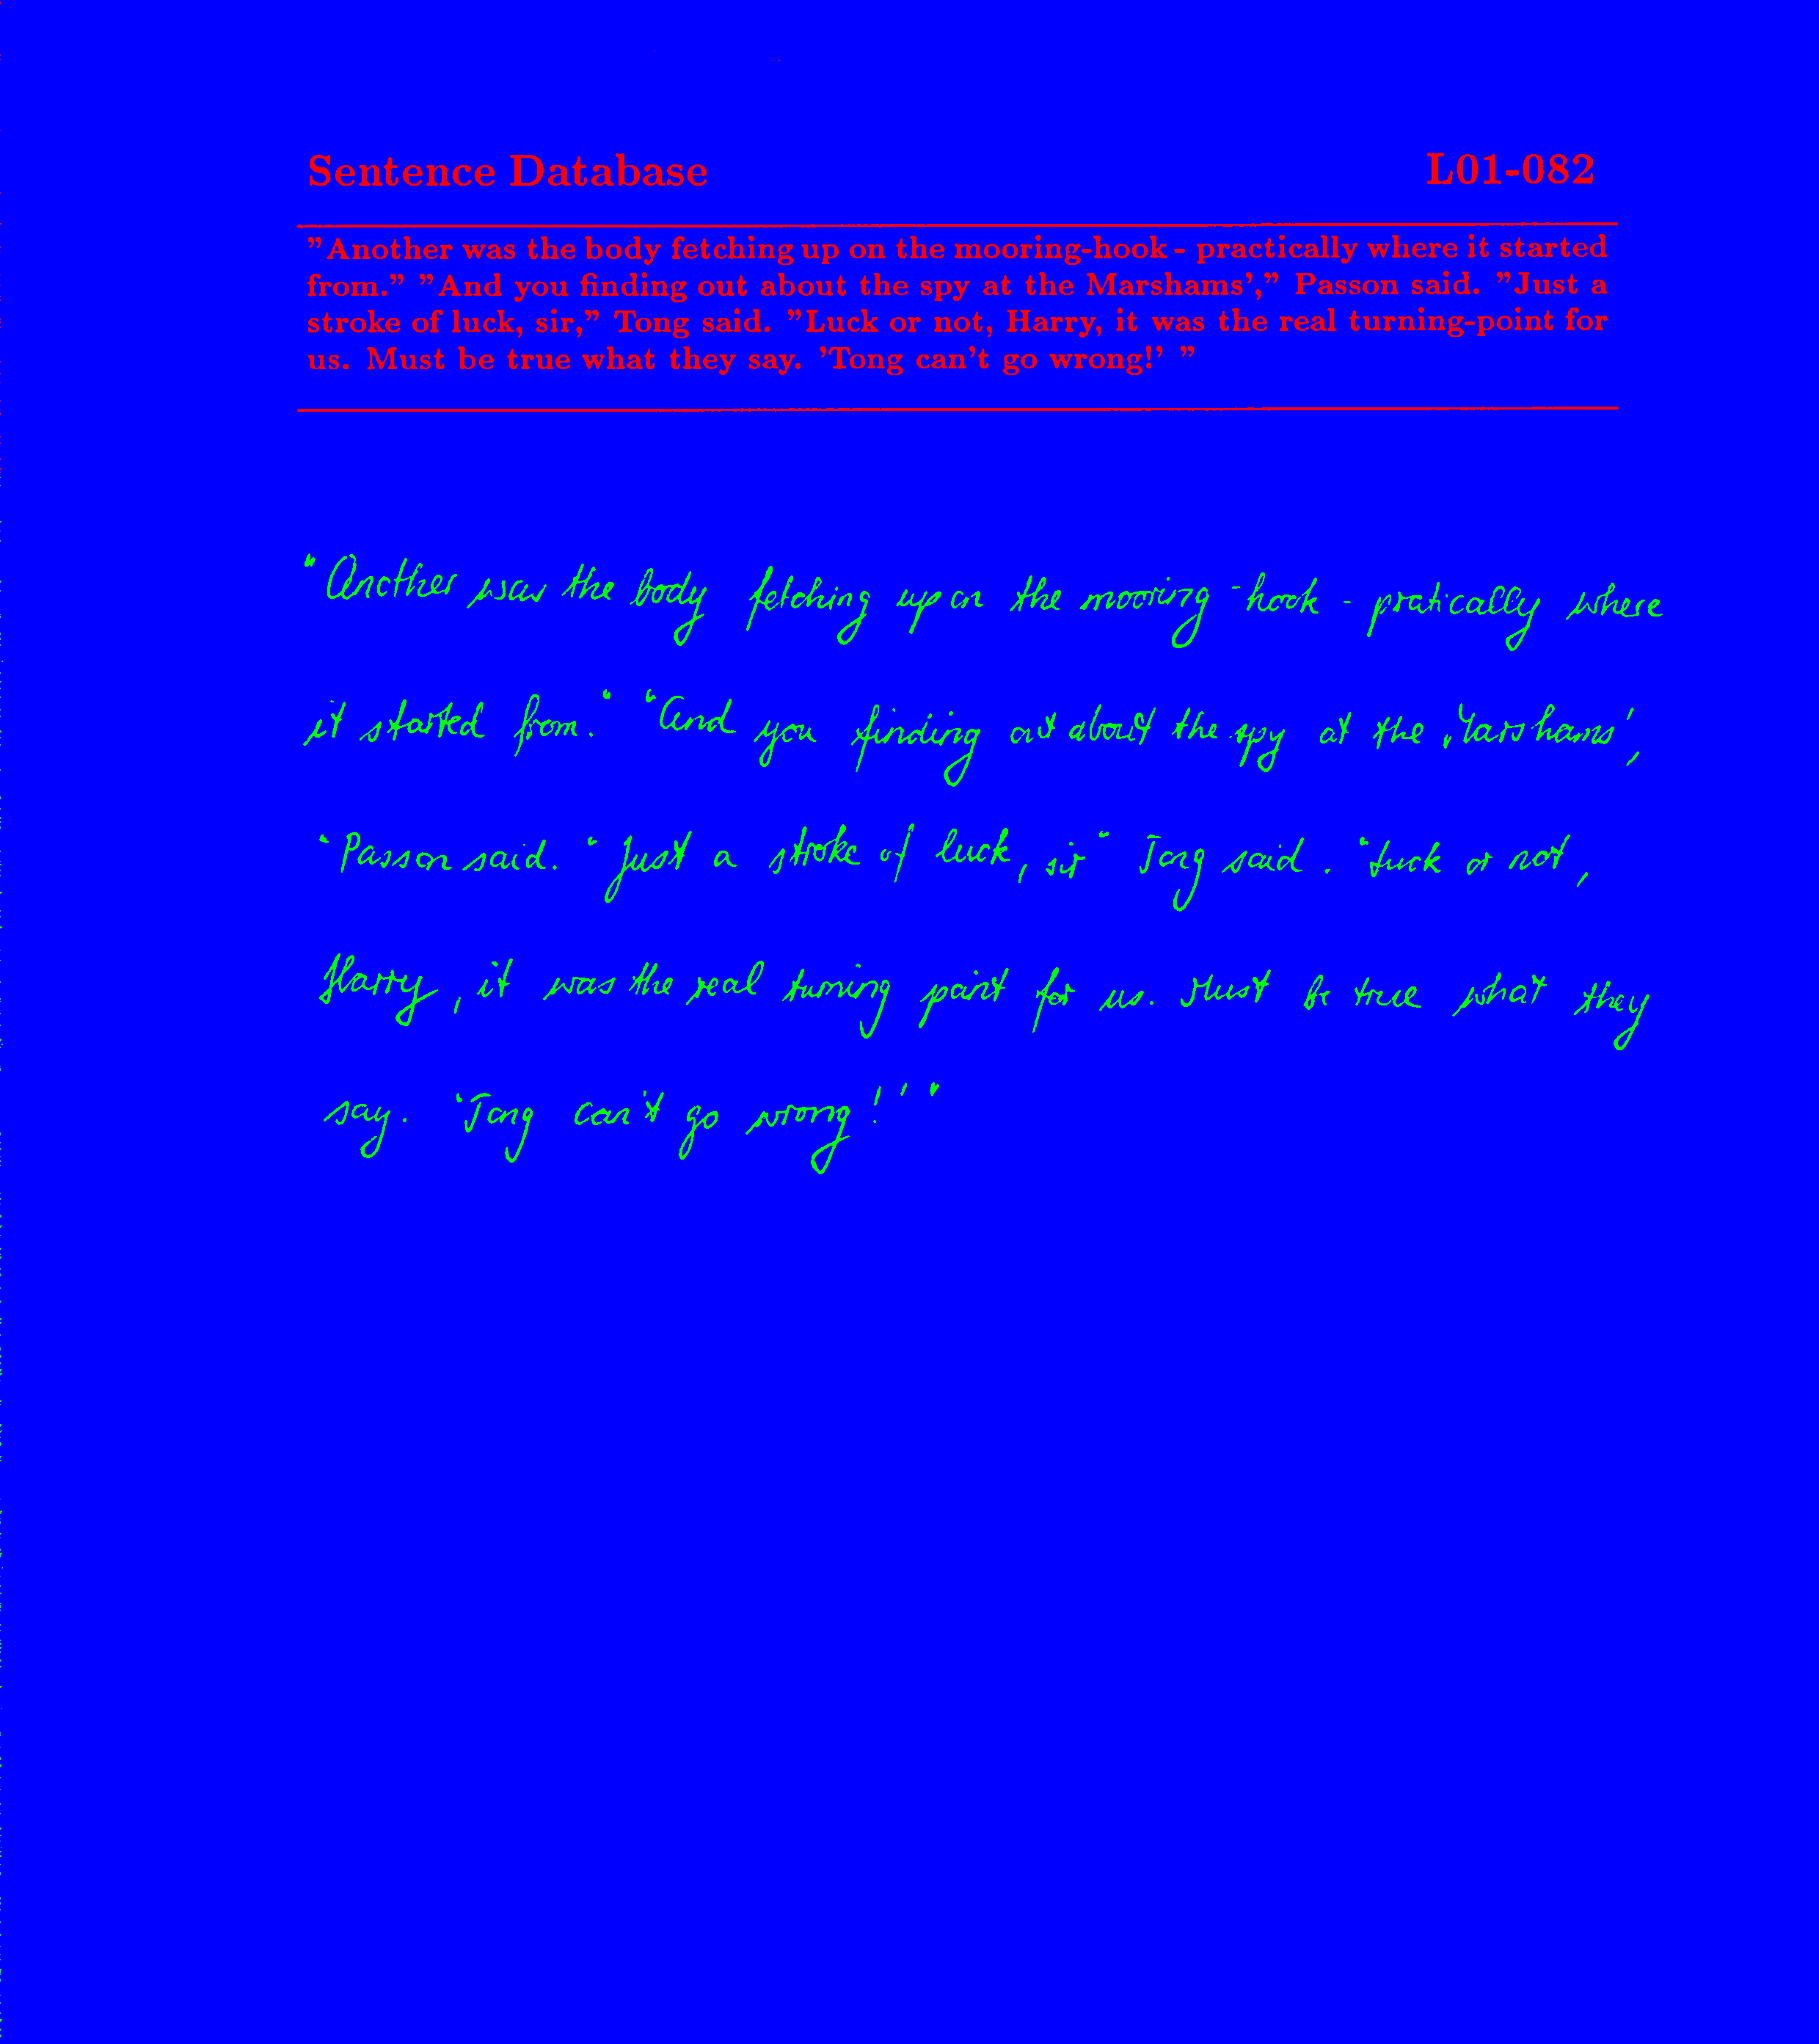 Sentence Database L01-082
”Another was the body fetching up on the mooring-hook - practically where it started
from.” ”And you finding out about the spy at the Marshams’,” Passon said. ”Just a
stroke of luck, sir,” Tong said. ”Luck or not, Harry, it was the real turning-point for
us. Must be true what they say. ’Tong can’t go wrong!’ ”
"Another was the body fetching up on the mooring-hook - pratically where
it started from." "And you finding out about the spy at the Marshams',
"Passon said. "Just a stroke of luck, sir" Tong said. "Luck or not,
Harry, it was the real turning point for us. Must be true what they
say. 'Tong can't go wrong!' "